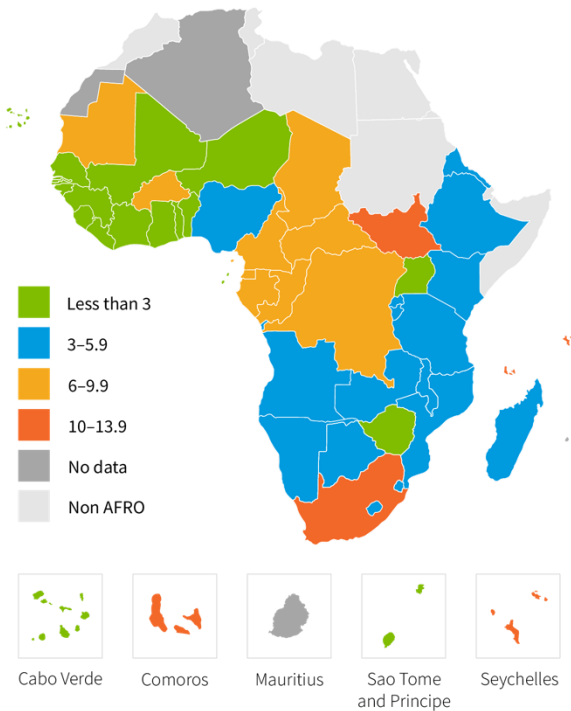 Less than 3
3–5.9
6–9.9
10–13.9
No data
Non AFRO
Cabo Verde
Comoros
Mauritius
Sao Tome
and Principe
Seychelles